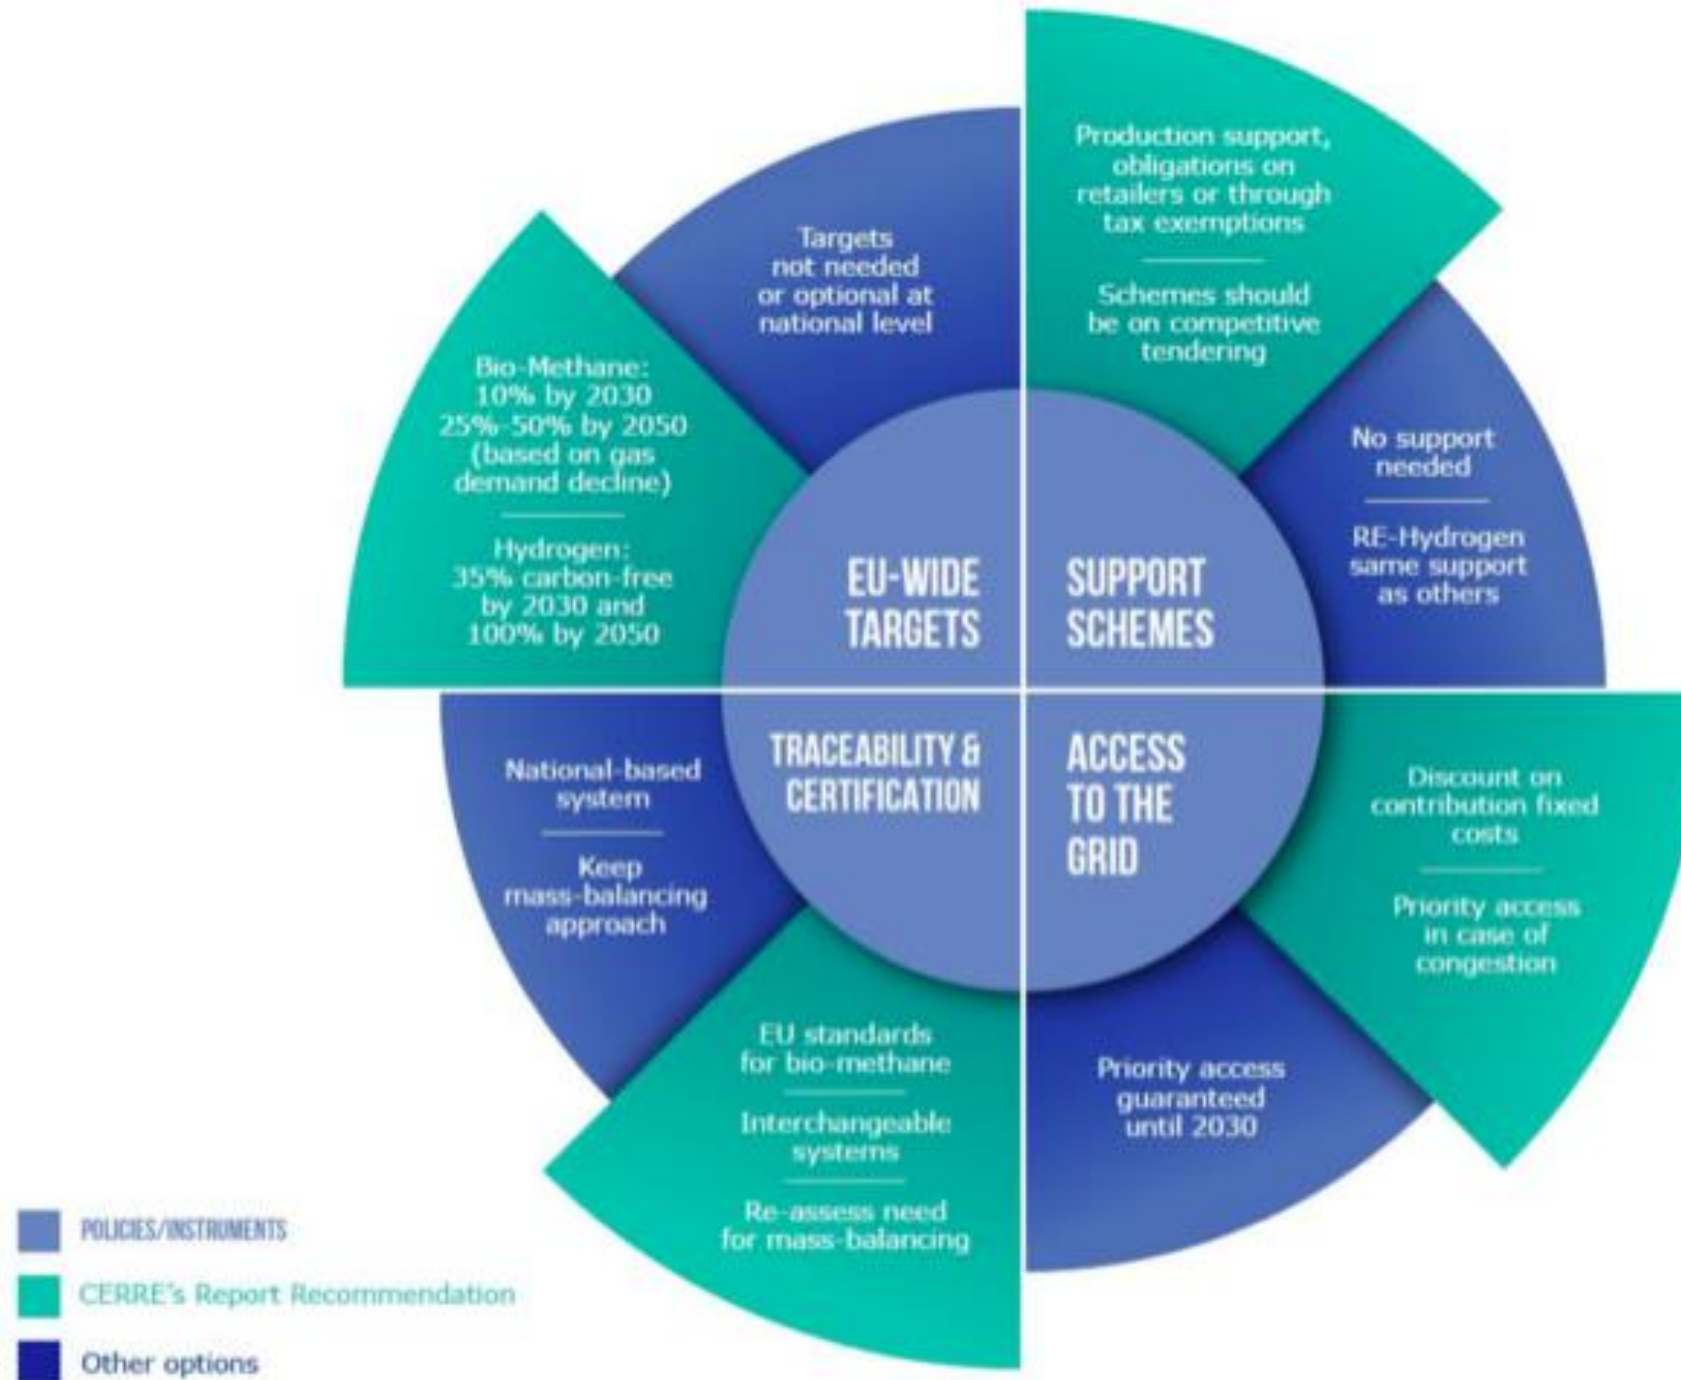 Production support,
obligations on
retailers or through
tax exemptions
Schemes should
be on competitive
tendering
Targets
not needed
or optional at
national level
Bio-Methane:
10% by 2030
25%-50% by 2050
(based on gas
demand decline)
Hydrogen:
35% carbon-free
by 2030 and
100% by 2050
No support
needed
RE-Hydrogen
same support
as others
EU-WIDE
TARGETS
SUPPORT
SCHEMES
TRACEABILITY &
CERTIFICATION
ACCESS
TO THE
GRID
National-based
system
Keep
mass-balancing
approach
Discount on
contribution fixed
costs
Priority access
in case of
congestion
EU standards
for bio-methane
Interchangeable
systems
Re-assess need
for mass-balancing
Priority access
guaranteed
until 2030
POLICIES/INSTRUMENTS
CERRE's Report Recommendation
Other options